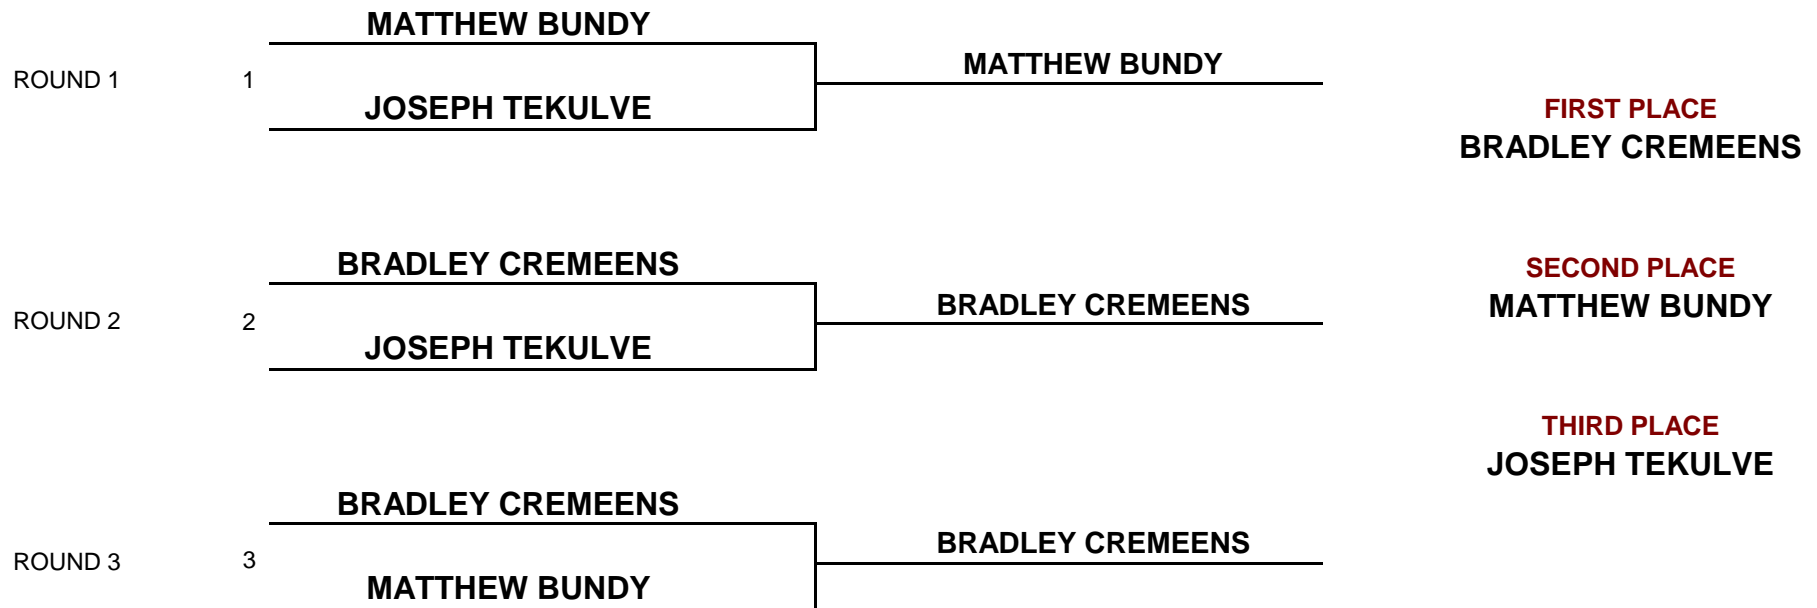 MATTHEW BUNDY
ROUND 1
1
MATTHEW BUNDY
JOSEPH TEKULVE
FIRST PLACE
BRADLEY CREMEENS
BRADLEY CREMEENS
ROUND 2
2
BRADLEY CREMEENS
JOSEPH TEKULVE
SECOND PLACE
MATTHEW BUNDY
THIRD PLACE
JOSEPH TEKULVE
BRADLEY CREMEENS
ROUND 3
3
BRADLEY CREMEENS
MATTHEW BUNDY